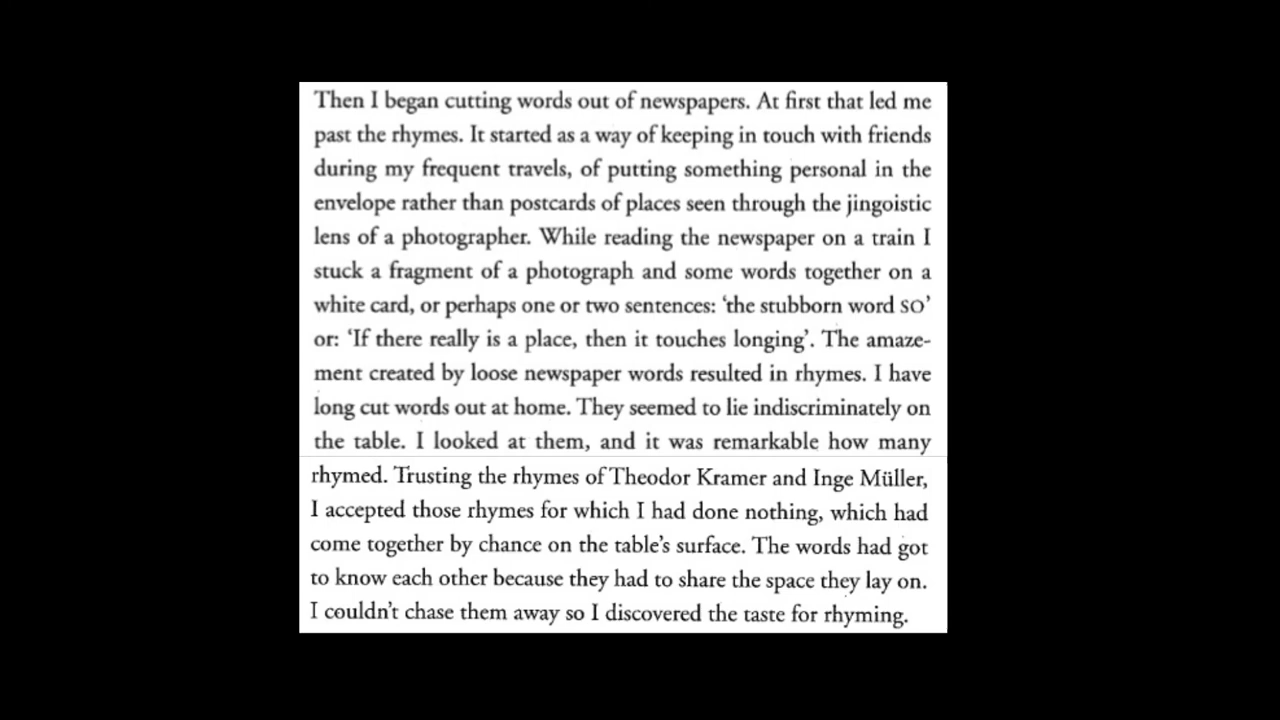 Then I began cutting words out of newspapers. At first that led me
past the rhymes. It started as a way of keeping in touch with friends
during my frequent travels, of putting something personal in the
envelope rather than postcards of places seen through the jingoistic
lens of a photographer. While reading the newspaper on a train I
stuck a fragment of a photograph and some words together on a
white card, or perhaps one or two sentences: ‘the stubborn word SO’
or: ‘If there really is a place, then it touches longing’. The amaze-
ment created by loose newspaper words resulted in rhymes. I have
long cut words out at home. They seemed to lie indiscriminately on
the table. I looked at them, and it was remarkable how many
rhymed. Trusting the rhymes of Theodor Kramer and Inge Müller,
I accepted those rhymes for which I had done nothing, which had
come together by chance on the table’s surface. The words had got
to know each other because they had to share the space they lay on.
I couldn’t chase them away so I discovered the taste for rhyming.